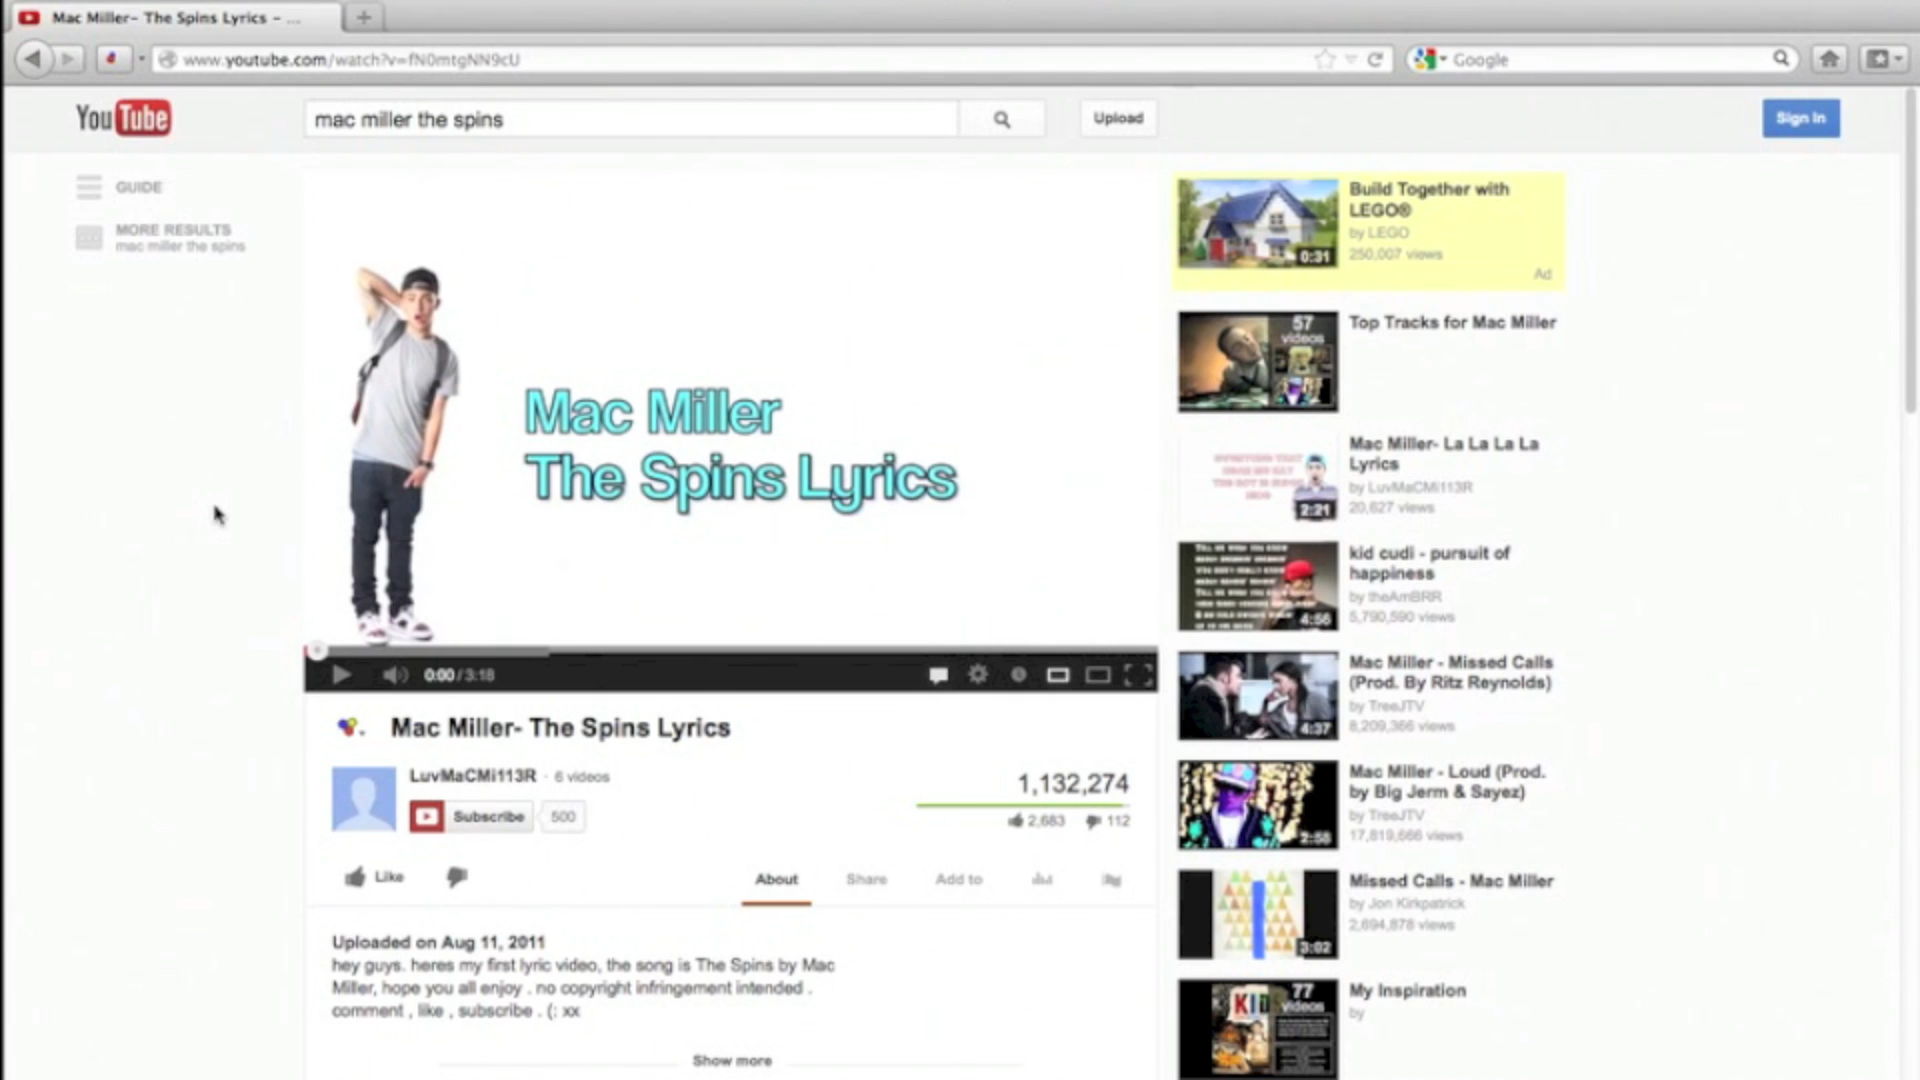 Mac Miller- The Spins Lyrics - ...
www.youtube.com/watch?v=fN0mtgNN9cU
Google
YouTube
mac miller the spins
Upload
Sign In
GUIDE
MORE RESULTS
mac miller the spins
Mac Miller
The Spins Lyrics
0:00 / 3:18
Mac Miller- The Spins Lyrics
LuvMaCMi113R · 6 videos
Subscribe 500
1,132,274
2,683 112
Like
About Share Add to
Uploaded on Aug 11, 2011
hey guys. heres my first lyric video, the song is The Spins by Mac
Miller, hope you all enjoy . no copyright infringement intended .
comment , like , subscribe . (: xx
Show more
0:31
Build Together with
LEGO®
by LEGO
250,007 views
Ad
57
videos
Top Tracks for Mac Miller
2:21
Mac Miller- La La La La
Lyrics
by LuvMaCMi113R
20,627 views
4:56
kid cudi - pursuit of
happiness
by theAmBRR
5,790,590 views
4:37
Mac Miller - Missed Calls
(Prod. By Ritz Reynolds)
by TreeJTV
8,209,366 views
2:58
Mac Miller - Loud (Prod.
by Big Jerm & Sayez)
by TreeJTV
17,819,666 views
3:02
Missed Calls - Mac Miller
by Jon Kirkpatrick
2,694,878 views
77
videos
My Inspiration
by